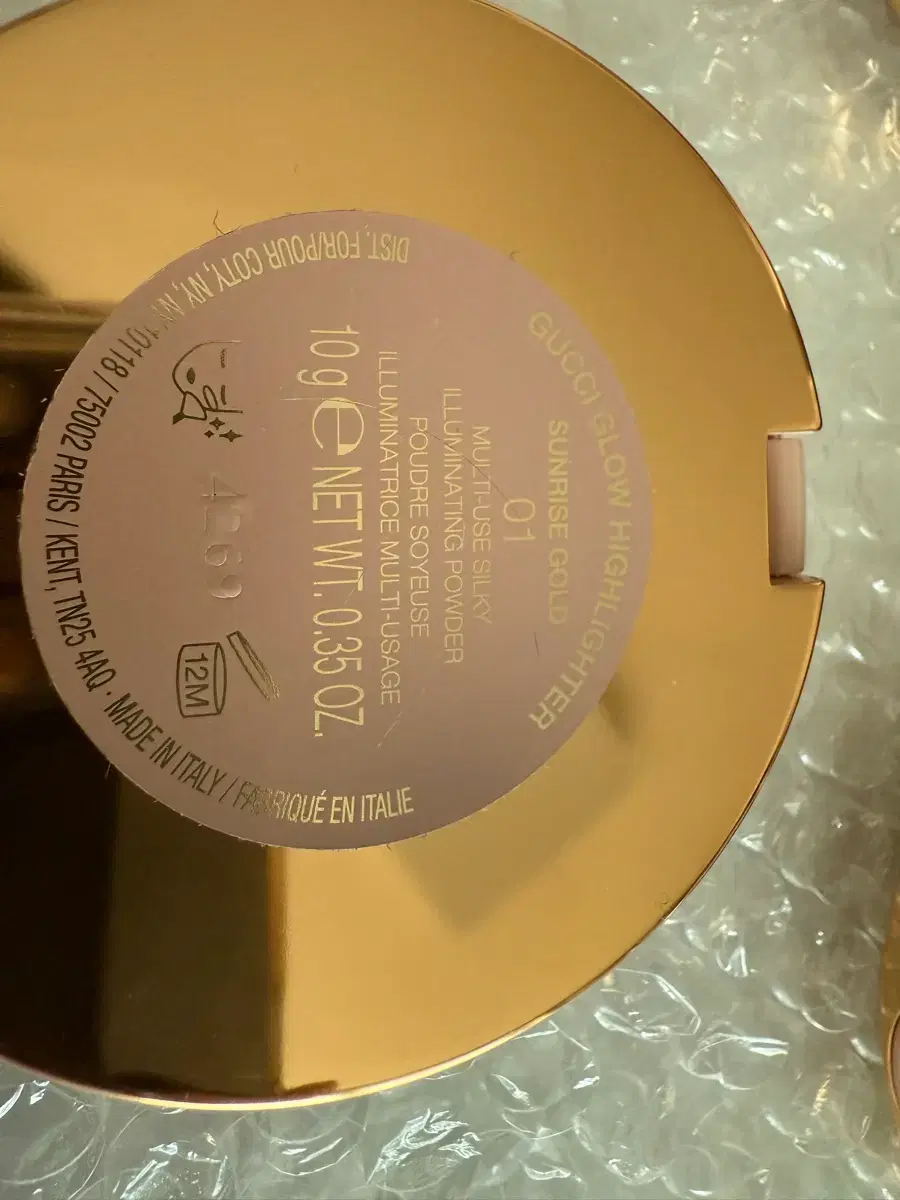 GUCCI GLOW HIGHLIGHTER
SUNRISE GOLD
01
MULTI-USE SILKY
ILLUMINATING POWDER
POUDRE SOYEUSE
ILLUMINATRICE MULTI-USAGE
10 g e NET WT. 0.35 OZ.
12M
DIST. FOR/POUR COTY, NY, NY 10118 / 75002 PARIS / KENT, TN25 4AQ · MADE IN ITALY / FABRIQUÉ EN ITALIE